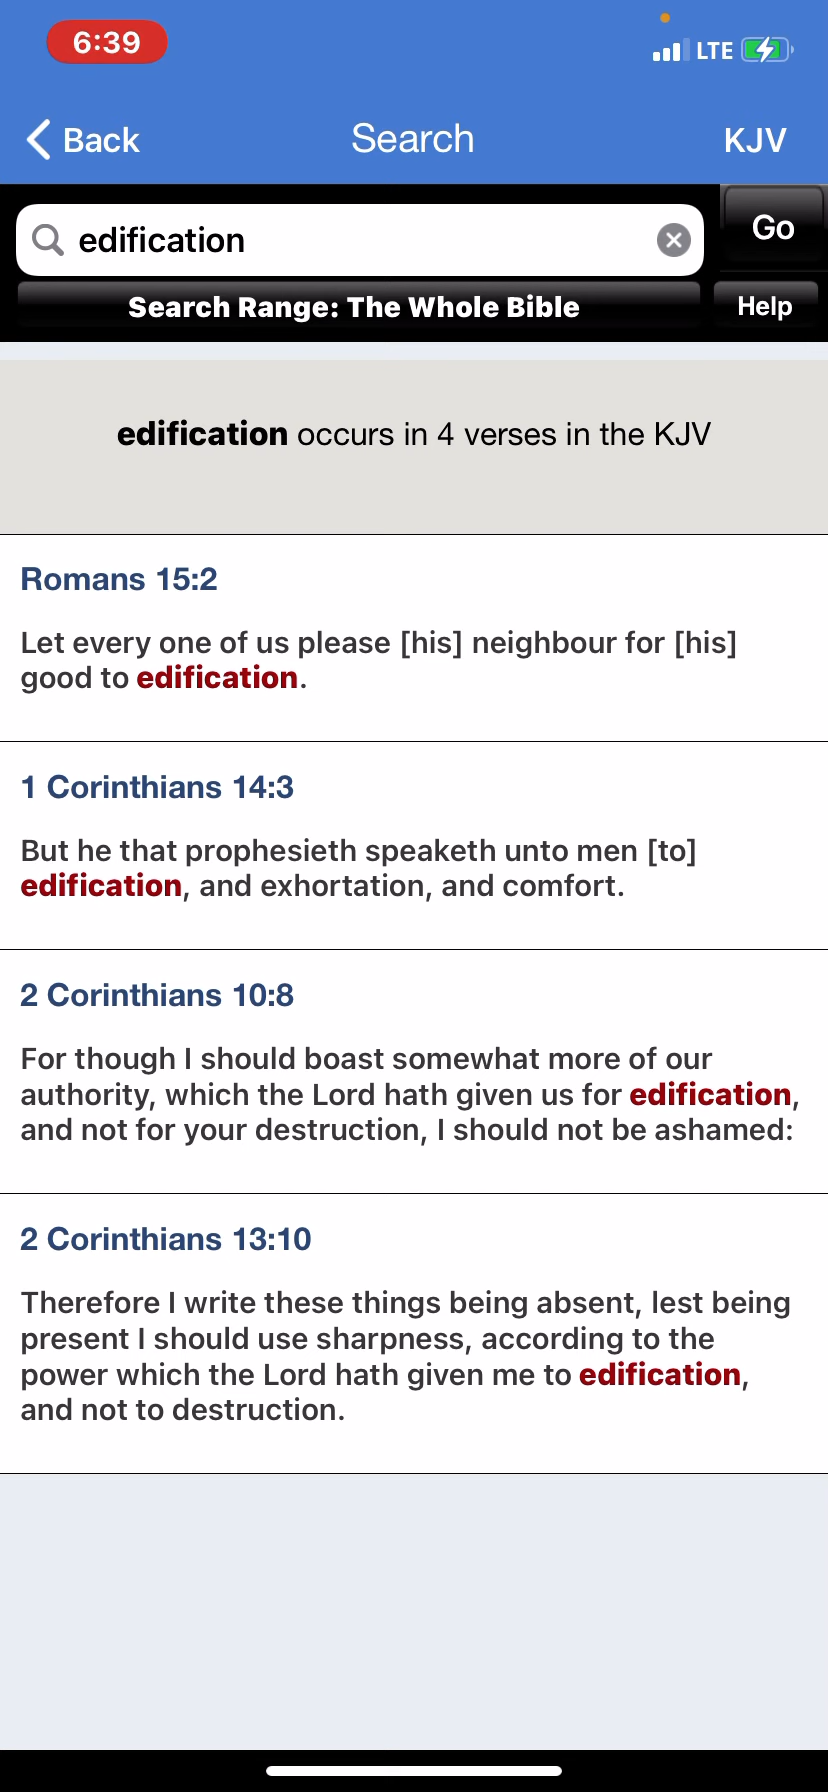 6:39
LTE
Back
Search
KJV
edification
Go
Search Range: The Whole Bible
Help
edification occurs in 4 verses in the KJV
Romans 15:2
Let every one of us please [his] neighbour for [his]
good to edification.
1 Corinthians 14:3
But he that prophesieth speaketh unto men [to]
edification, and exhortation, and comfort.
2 Corinthians 10:8
For though I should boast somewhat more of our
authority, which the Lord hath given us for edification,
and not for your destruction, I should not be ashamed:
2 Corinthians 13:10
Therefore I write these things being absent, lest being
present I should use sharpness, according to the
power which the Lord hath given me to edification,
and not to destruction.